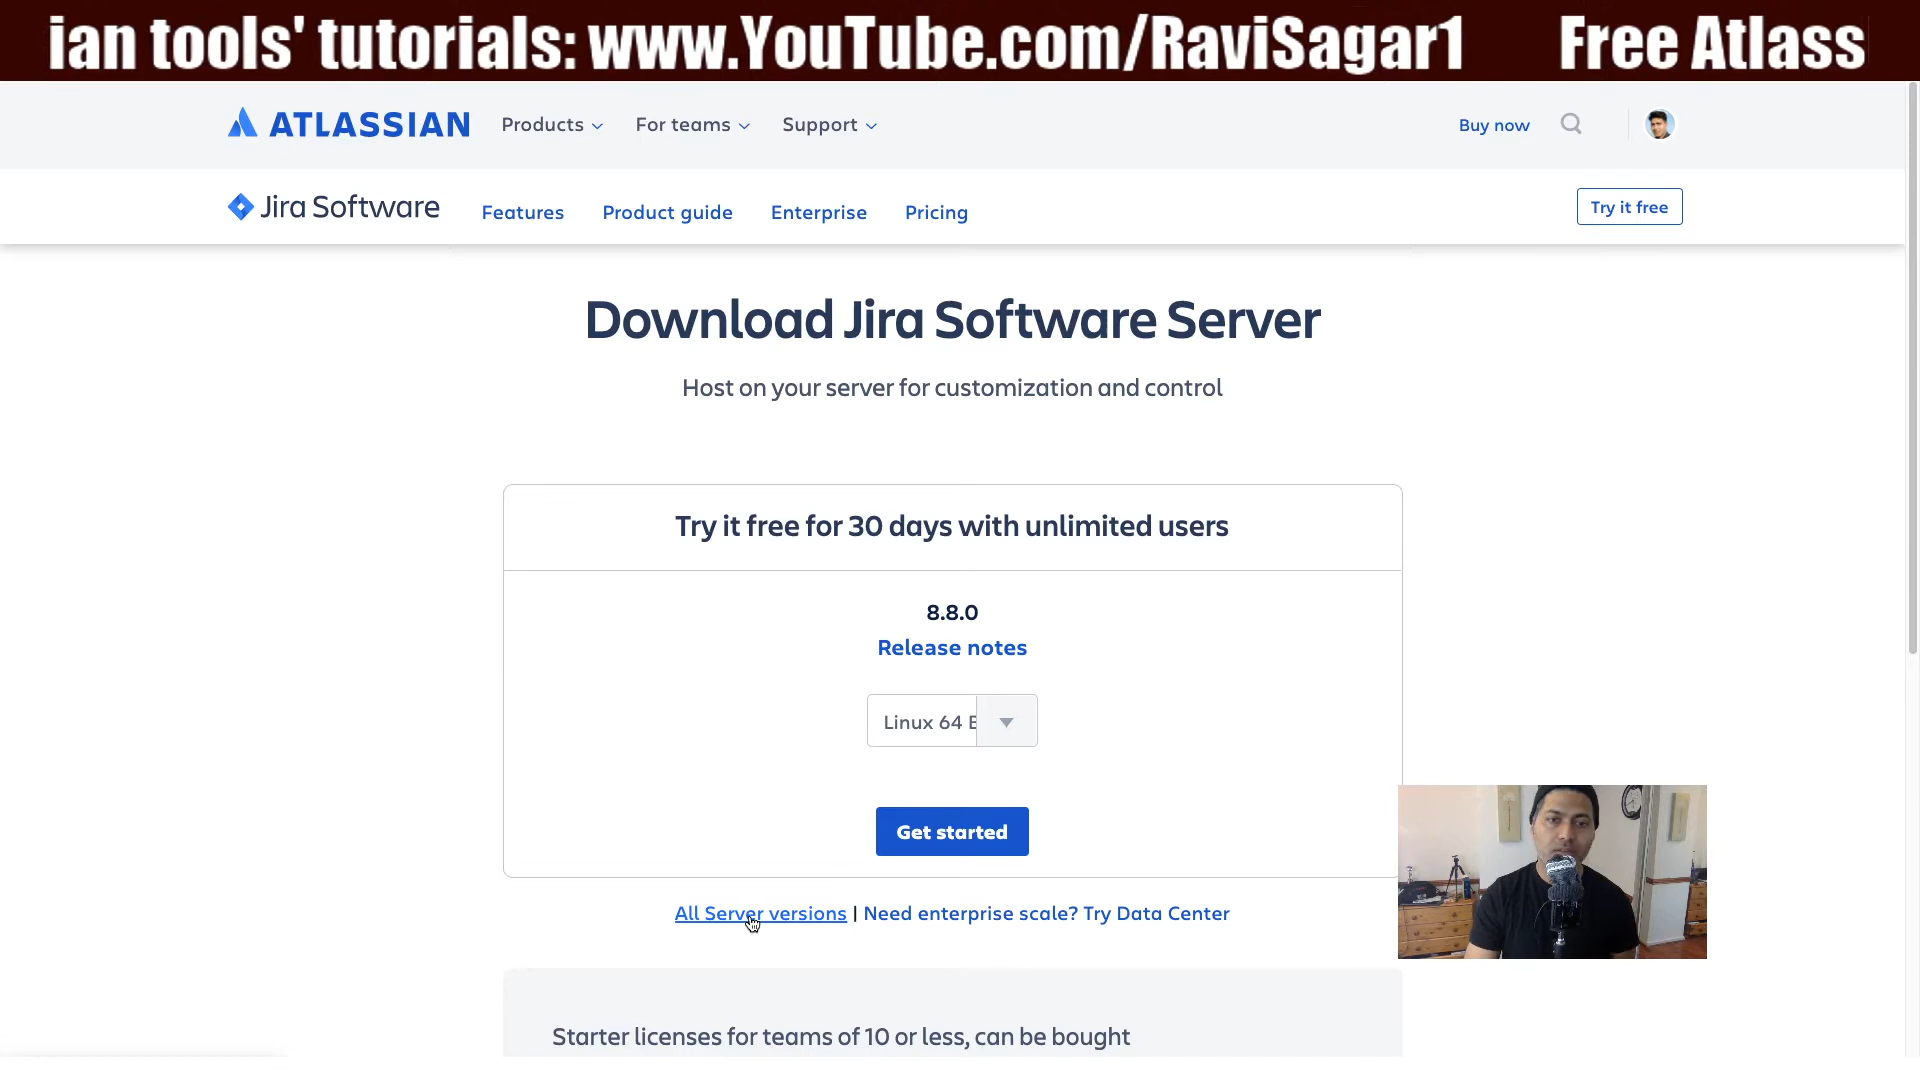 ian tools' tutorials: www.YouTube.com/RaviSagar1 Free Atlass
ATLASSIAN Products For teams Support Buy now
Jira Software Features Product guide Enterprise Pricing Try it free
Download Jira Software Server
Host on your server for customization and control
Try it free for 30 days with unlimited users
8.8.0
Release notes
Linux 64 B
Get started
All Server versions | Need enterprise scale? Try Data Center
Starter licenses for teams of 10 or less, can be bought